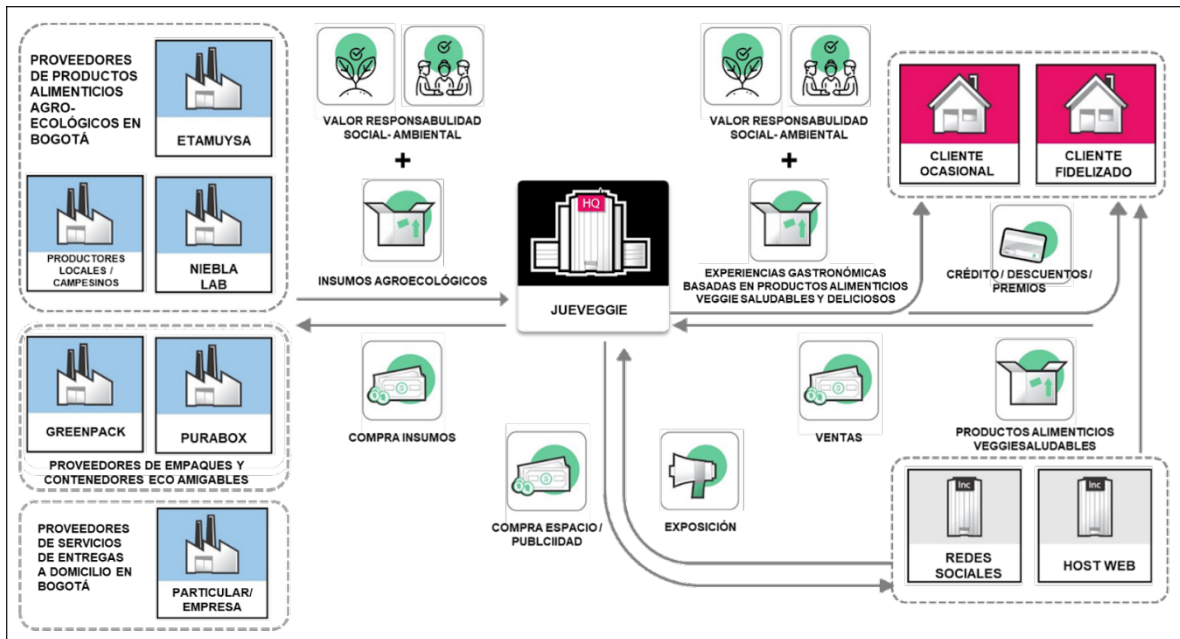 PROVEEDORES
DE PRODUCTOS
ALIMENTICIOS
AGRO-
ECOLÓGICOS EN
BOGOTÁ
ETAMUYSA
PRODUCTORES
LOCALES /
CAMPESINOS
NIEBLA
LAB
GREENPACK
PURABOX
PROVEEDORES DE EMPAQUES Y
CONTENEDORES ECO AMIGABLES
PROVEEDORES
DE SERVICIOS
DE ENTREGAS
A DOMICILIO EN
BOGOTÁ
PARTICULAR/
EMPRESA
VALOR RESPONSABULIDAD
SOCIAL- AMBIENTAL
+
INSUMOS AGROECOLÓGICOS
COMPRA INSUMOS
HQ
JUEVEGGIE
VALOR RESPONSABULIDAD
SOCIAL- AMBIENTAL
+
EXPERIENCIAS GASTRONÓMICAS
BASADAS EN PRODUCTOS ALIMENTICIOS
VEGGIE SALUDABLES Y DELICIOSOS
VENTAS
COMPRA ESPACIO /
PUBLCIIDAD
EXPOSICIÓN
CLIENTE
OCASIONAL
CLIENTE
FIDELIZADO
CRÉDITO / DESCUENTOS /
PREMIOS
PRODUCTOS ALIMENTICIOS
VEGGIESALUDABLES
Inc
REDES
SOCIALES
Inc
HOST WEB